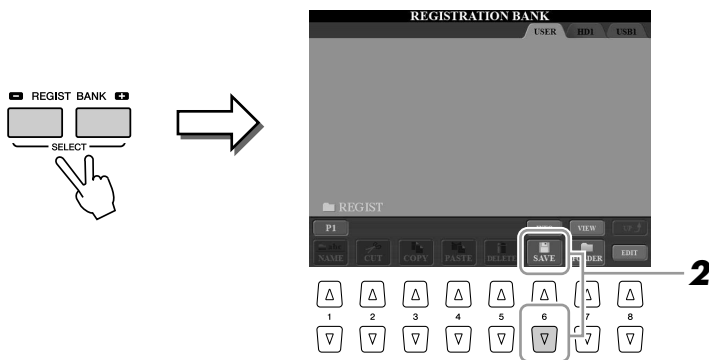 REGIST BANK
SELECT
REGISTRATION BANK
USER HD1 USB1
REGIST
P1 VIEW UP
NAME CUT COPY PASTE DELETE SAVE EDIT
1 2 3 4 5 6 7 8
2